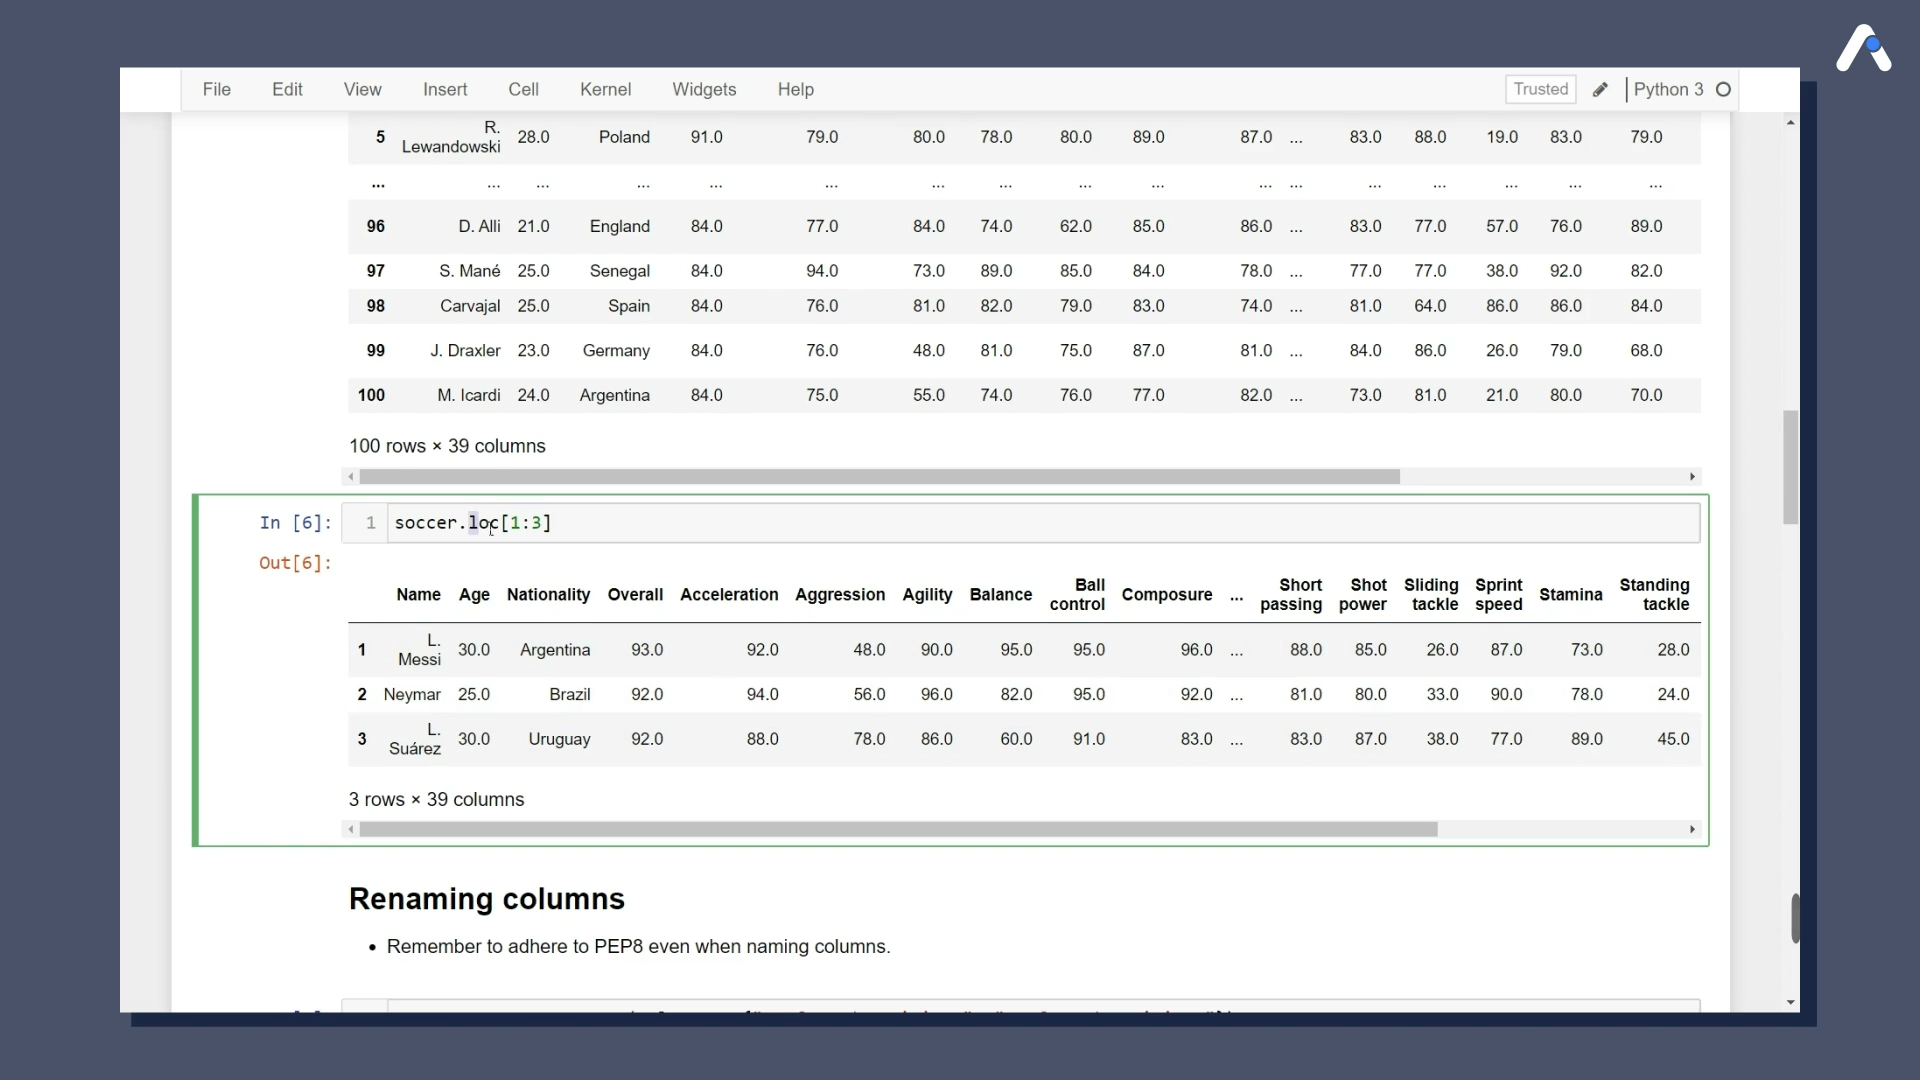 File Edit View Insert Cell Kernel Widgets Help Trusted Python 3
5 R. Lewandowski 28.0 Poland 91.0 79.0 80.0 78.0 80.0 89.0 87.0 ... 83.0 88.0 19.0 83.0 79.0
... ... ... ... ... ... ... ... ... ... ... ... ... ... ... ... ...
96 D. Alli 21.0 England 84.0 77.0 84.0 74.0 62.0 85.0 86.0 ... 83.0 77.0 57.0 76.0 89.0
97 S. Mané 25.0 Senegal 84.0 94.0 73.0 89.0 85.0 84.0 78.0 ... 77.0 77.0 38.0 92.0 82.0
98 Carvajal 25.0 Spain 84.0 76.0 81.0 82.0 79.0 83.0 74.0 ... 81.0 64.0 86.0 86.0 84.0
99 J. Draxler 23.0 Germany 84.0 76.0 48.0 81.0 75.0 87.0 81.0 ... 84.0 86.0 26.0 79.0 68.0
100 M. Icardi 24.0 Argentina 84.0 75.0 55.0 74.0 76.0 77.0 82.0 ... 73.0 81.0 21.0 80.0 70.0
100 rows × 39 columns
In [6]: 1 soccer.loc[1:3]
Out[6]:
Name Age Nationality Overall Acceleration Aggression Agility Balance Ball control Composure ... Short passing Shot power Sliding tackle Sprint speed Stamina Standing tackle
1 L. Messi 30.0 Argentina 93.0 92.0 48.0 90.0 95.0 95.0 96.0 ... 88.0 85.0 26.0 87.0 73.0 28.0
2 Neymar 25.0 Brazil 92.0 94.0 56.0 96.0 82.0 95.0 92.0 ... 81.0 80.0 33.0 90.0 78.0 24.0
3 L. Suárez 30.0 Uruguay 92.0 88.0 78.0 86.0 60.0 91.0 83.0 ... 83.0 87.0 38.0 77.0 89.0 45.0
3 rows × 39 columns
Renaming columns
• Remember to adhere to PEP8 even when naming columns.